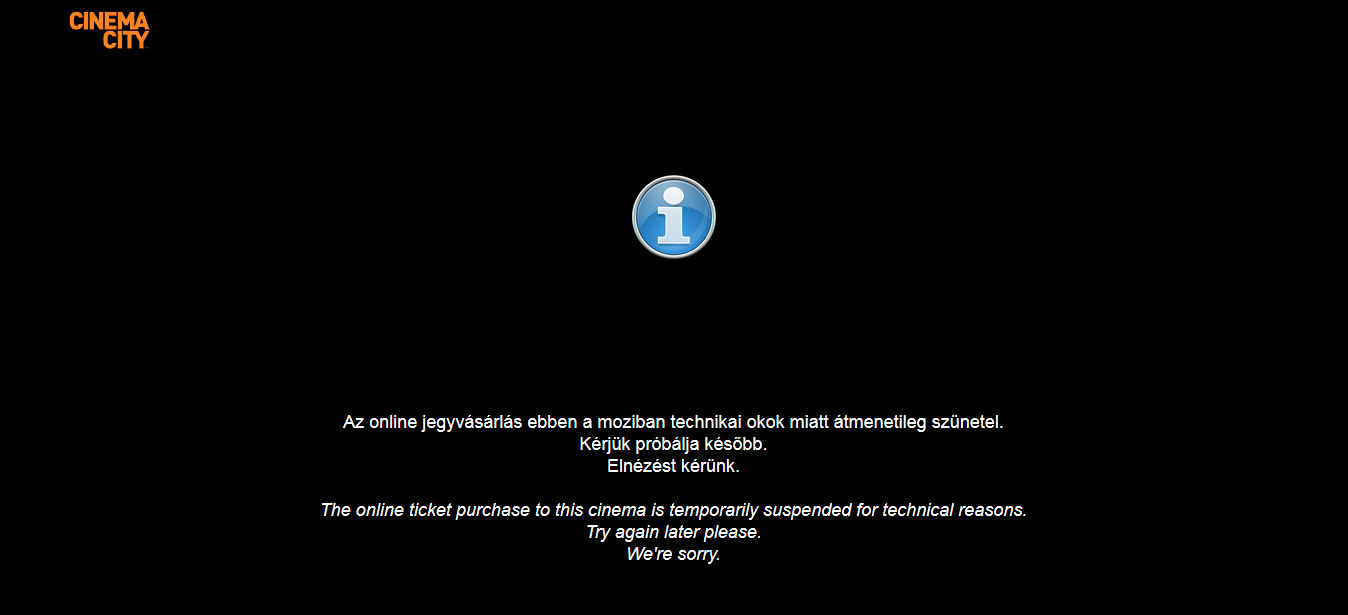 CINEMA
CITY
Az online jegyvásárlás ebben a moziban technikai okok miatt átmenetileg szünetel.
Kérjük próbálja később.
Elnézést kérünk.
The online ticket purchase to this cinema is temporarily suspended for technical reasons.
Try again later please.
We're sorry.